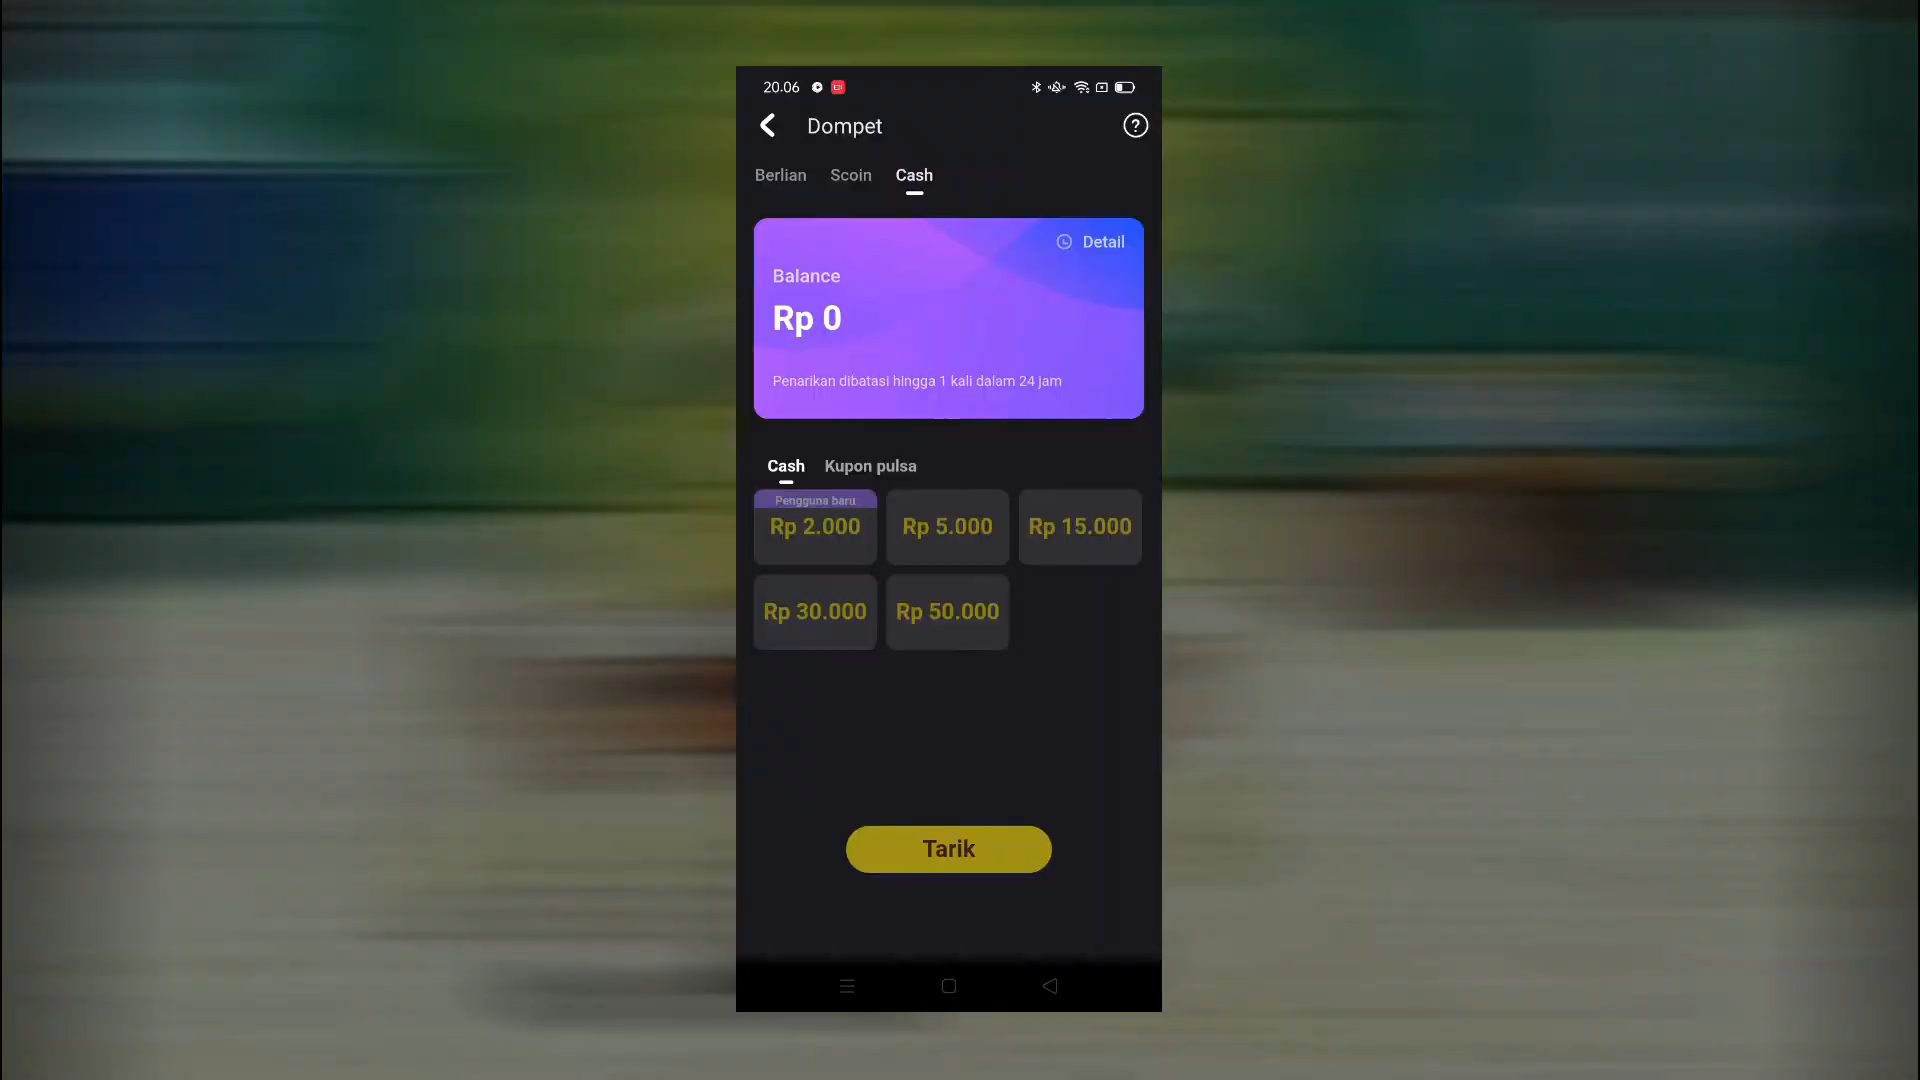 20.06
Dompet
Berlian Scoin Cash
Detail
Balance
Rp 0
Penarikan dibatasi hingga 1 kali dalam 24 jam
Cash Kupon pulsa
Pengguna baru
Rp 2.000 Rp 5.000 Rp 15.000
Rp 30.000 Rp 50.000
Tarik